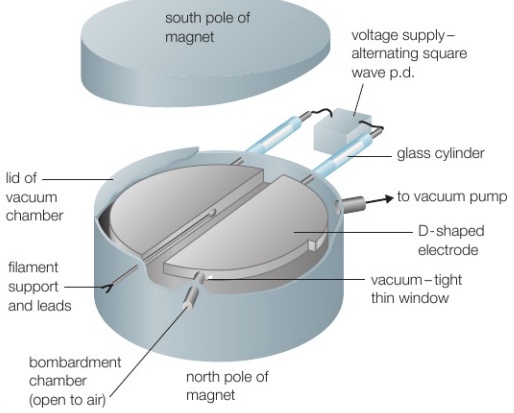 south pole of
magnet
voltage supply–
alternating square
wave p.d.
glass cylinder
lid of
vacuum
chamber
to vacuum pump
D-shaped
electrode
filament
support
and leads
vacuum–tight
thin window
bombardment
chamber
(open to air)
north pole of
magnet